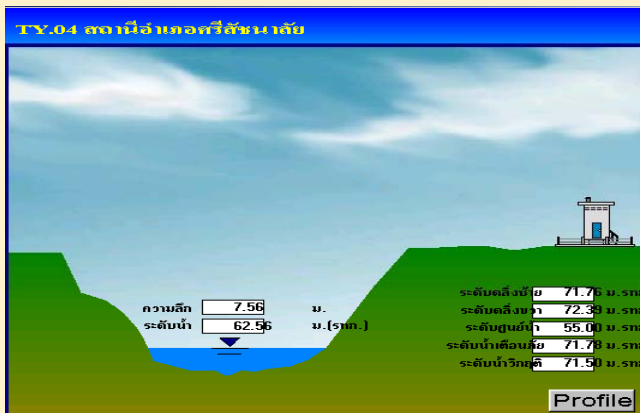 TY.04 สถานีอำเภอศรีสัชนาลัย
ความลึก 7.56 ม.
ระดับน้ำ 62.56 ม.(รทก.)
ระดับตลิ่งซ้าย 71.76 ม.รท
ระดับตลิ่งขวา 72.39 ม.รท
ระดับศูนย์น้ำ 55.00 ม.รท
ระดับน้ำเตือนภัย 71.78 ม.รท
ระดับน้ำวิกฤติ 71.50 ม.รท
Profile